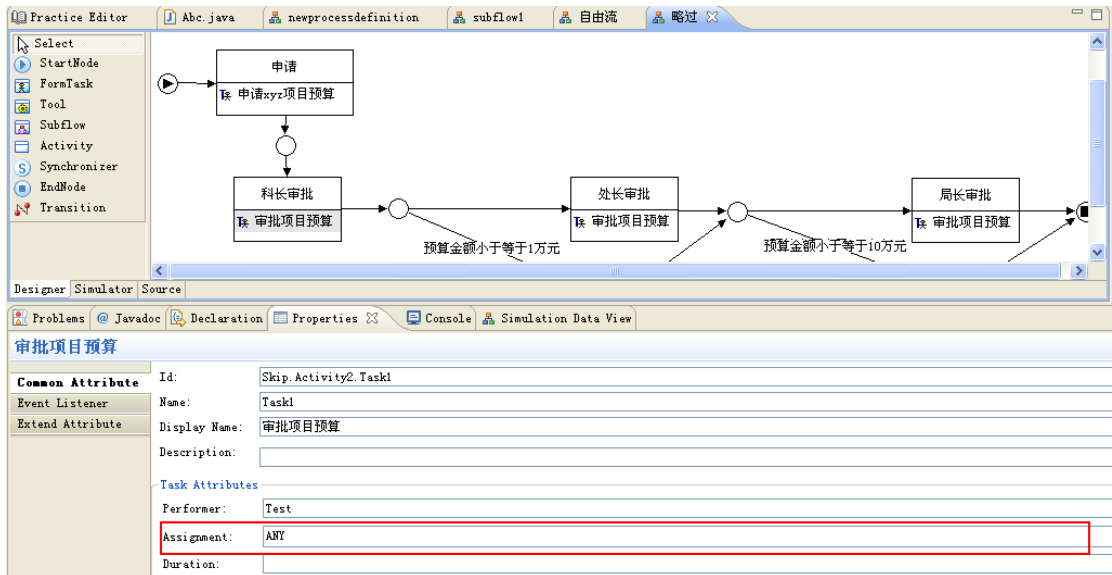 Practice Editor
Abc.java
newprocessdefinition
subflow1
自由流
略过
Select
StartNode
FormTask
Tool
Subflow
Activity
Synchronizer
EndNode
Transition
申请
申请xyz项目预算
科长审批
审批项目预算
处长审批
审批项目预算
局长审批
审批项目预算
预算金额小于等于1万元
预算金额小于等于10万元
Designer Simulator Source
Problems @ Javadoc Declaration Properties Console Simulation Data View
审批项目预算
Common Attribute
Event Listener
Extend Attribute
Id: Skip.Activity2.Task1
Name: Task1
Display Name: 审批项目预算
Description:
Task Attributes
Performer: Test
Assignment: ANY
Duration: